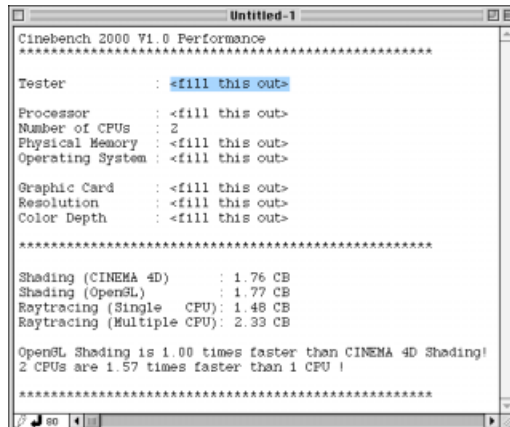 Untitled-1
Cinebench 2000 V1.0 Performance
****************************************************
Tester : <fill this out>
Processor : <fill this out>
Number of CPUs : 2
Physical Memory : <fill this out>
Operating System : <fill this out>
Graphic Card : <fill this out>
Resolution : <fill this out>
Color Depth : <fill this out>
****************************************************
Shading (CINEMA 4D) : 1.76 CB
Shading (OpenGL) : 1.77 CB
Raytracing (Single CPU): 1.48 CB
Raytracing (Multiple CPU): 2.33 CB
OpenGL Shading is 1.00 times faster than CINEMA 4D Shading!
2 CPUs are 1.57 times faster than 1 CPU !
****************************************************
80